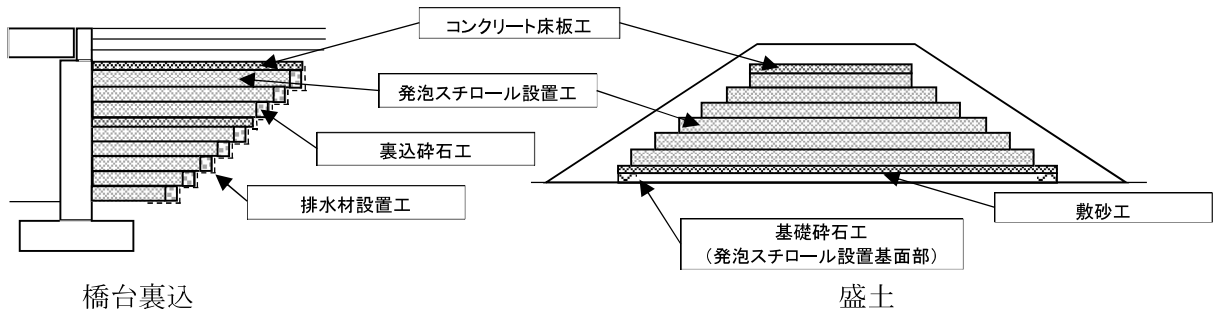 コンクリート床板工
発泡スチロール設置工
裏込砕石工
排水材設置工
敷砂工
基礎砕石工
（発泡スチロール設置基面部）
橋台裏込
盛土